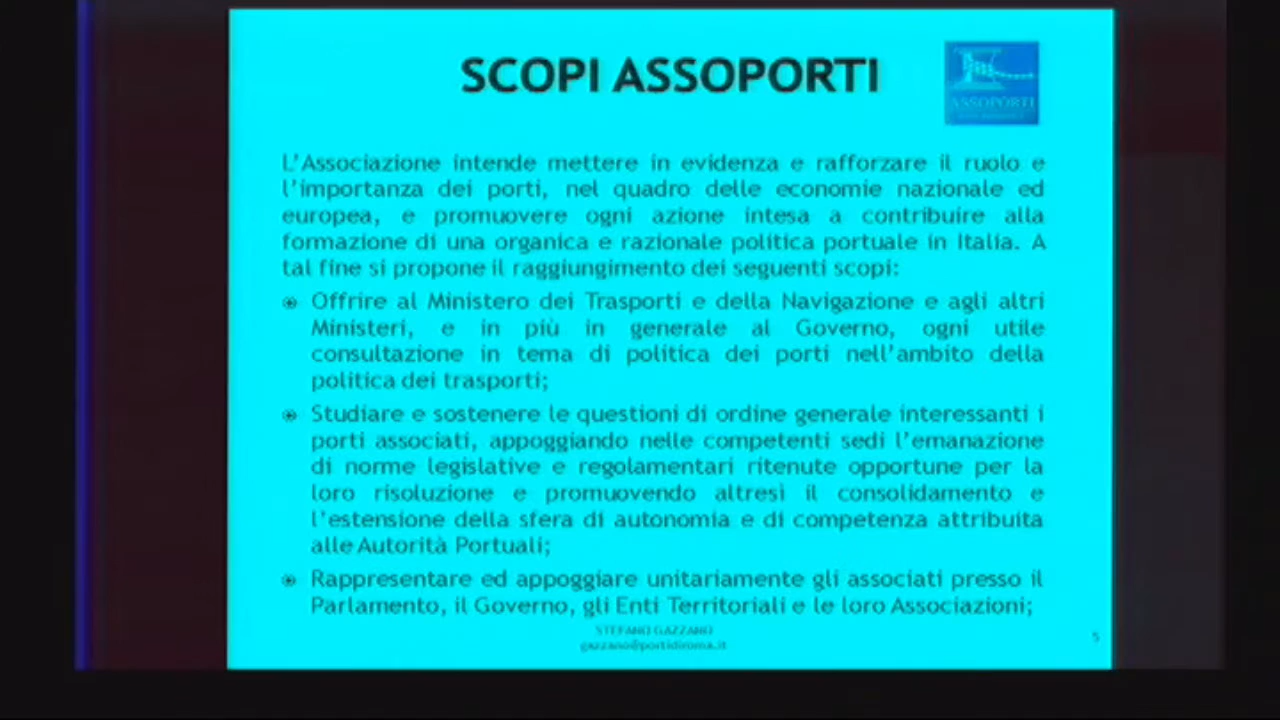 SCOPI ASSOPORTI
ASSOPORTI
L'Associazione intende mettere in evidenza e rafforzare il ruolo e
l'importanza dei porti, nel quadro delle economie nazionale ed
europea, e promuovere ogni azione intesa a contribuire alla
formazione di una organica e razionale politica portuale in Italia. A
tal fine si propone il raggiungimento dei seguenti scopi:
Offrire al Ministero dei Trasporti e della Navigazione e agli altri
Ministeri, e in più in generale al Governo, ogni utile
consultazione in tema di politica dei porti nell'ambito della
politica dei trasporti;
Studiare e sostenere le questioni di ordine generale interessanti i
porti associati, appoggiando nelle competenti sedi l'emanazione
di norme legislative e regolamentari ritenute opportune per la
loro risoluzione e promuovendo altresì il consolidamento e
l'estensione della sfera di autonomia e di competenza attribuita
alle Autorità Portuali;
Rappresentare ed appoggiare unitariamente gli associati presso il
Parlamento, il Governo, gli Enti Territoriali e le loro Associazioni;
STEFANO GAZZANO
gazzano@portidiroma.it
5